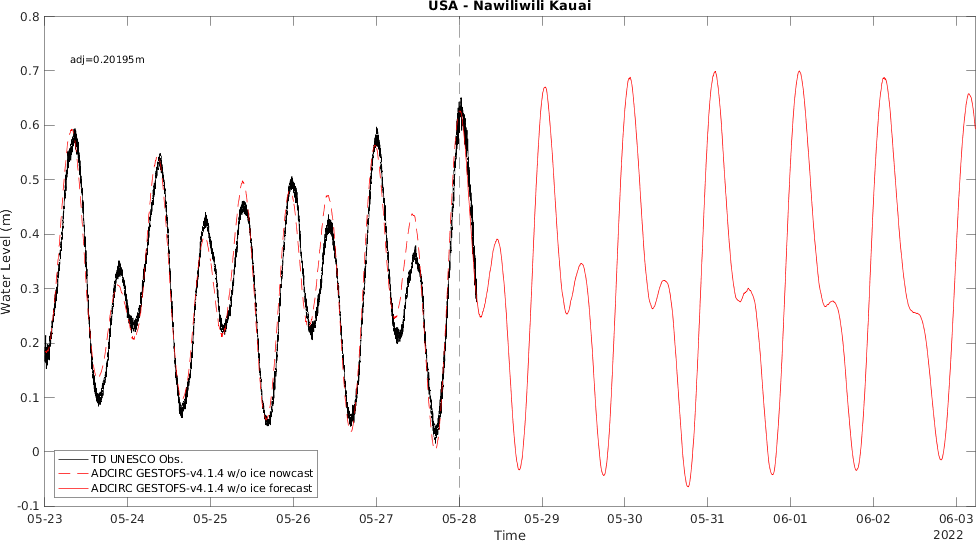 USA - Nawiliwili Kauai
adj=0.20195m
Water Level (m)
0.8
0.7
0.6
0.5
0.4
0.3
0.2
0.1
0
-0.1
TD UNESCO Obs.
ADCIRC GESTOFS-v4.1.4 w/o ice nowcast
ADCIRC GESTOFS-v4.1.4 w/o ice forecast
05-23 05-24 05-25 05-26 05-27 05-28 05-29 05-30 05-31 06-01 06-02 06-03
Time
2022